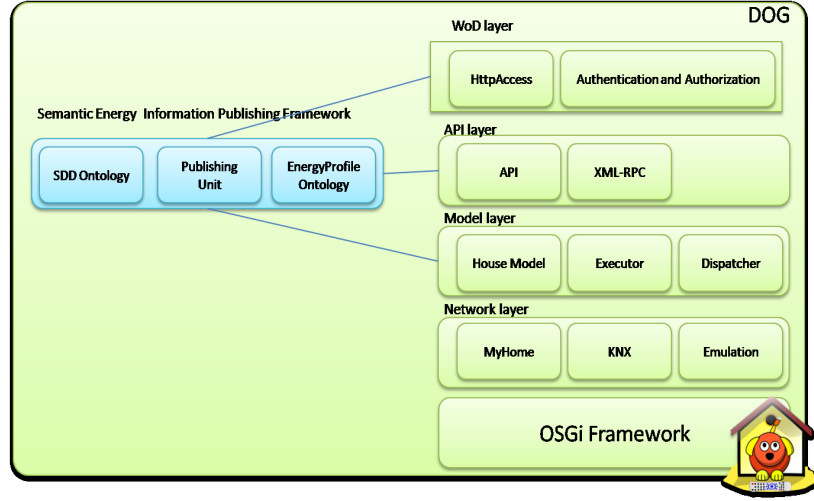 DOG
WoD layer
HttpAccess
Authentication and Authorization
Semantic Energy Information Publishing Framework
SDD Ontology
Publishing
Unit
EnergyProfile
Ontology
API layer
API
XML-RPC
Model layer
House Model
Executor
Dispatcher
Network layer
MyHome
KNX
Emulation
OSGi Framework